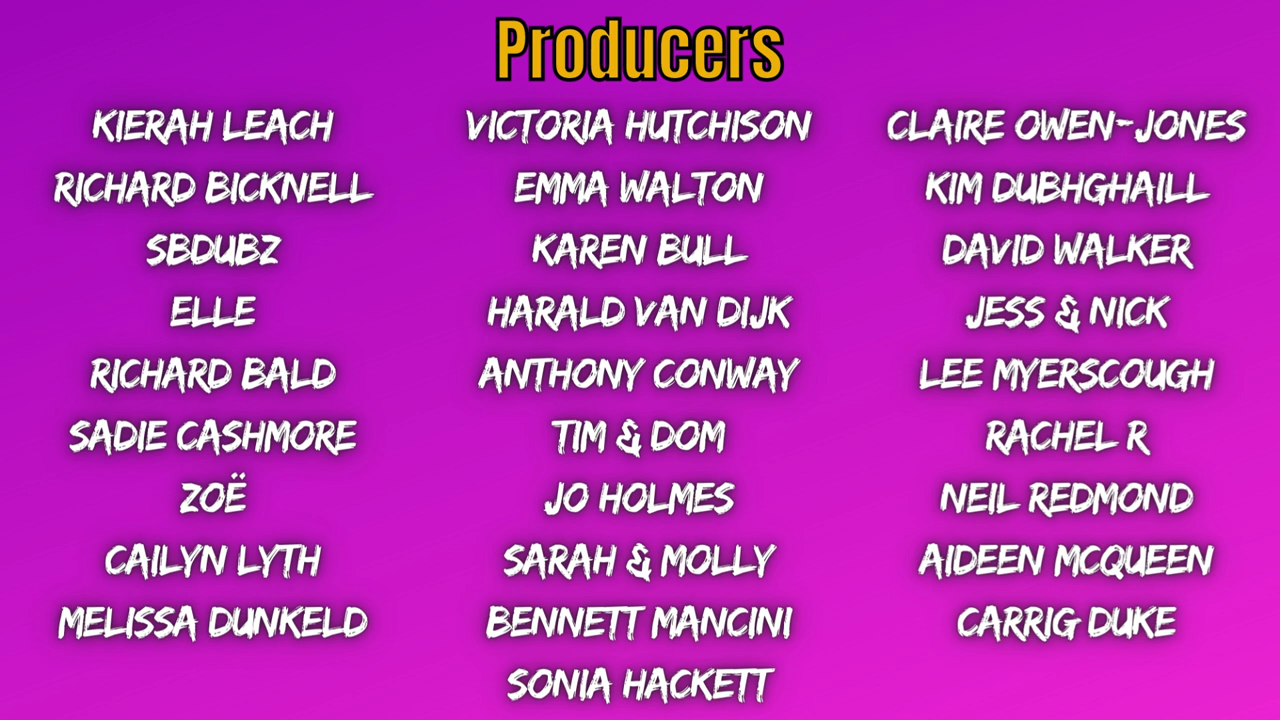 Producers
KIERAH LEACH
RICHARD BICKNELL
SBDUBZ
ELLE
RICHARD BALD
SADIE CASHMORE
ZOË
CAILYN LYTH
MELISSA DUNKELD
VICTORIA HUTCHISON
EMMA WALTON
KAREN BULL
HARALD VAN DIJK
ANTHONY CONWAY
TIM & DOM
JO HOLMES
SARAH & MOLLY
BENNETT MANCINI
SONIA HACKETT
CLAIRE OWEN-JONES
KIM DUBHGHAILL
DAVID WALKER
JESS & NICK
LEE MYERSCOUGH
RACHEL R
NEIL REDMOND
AIDEEN MCQUEEN
CARRIG DUKE